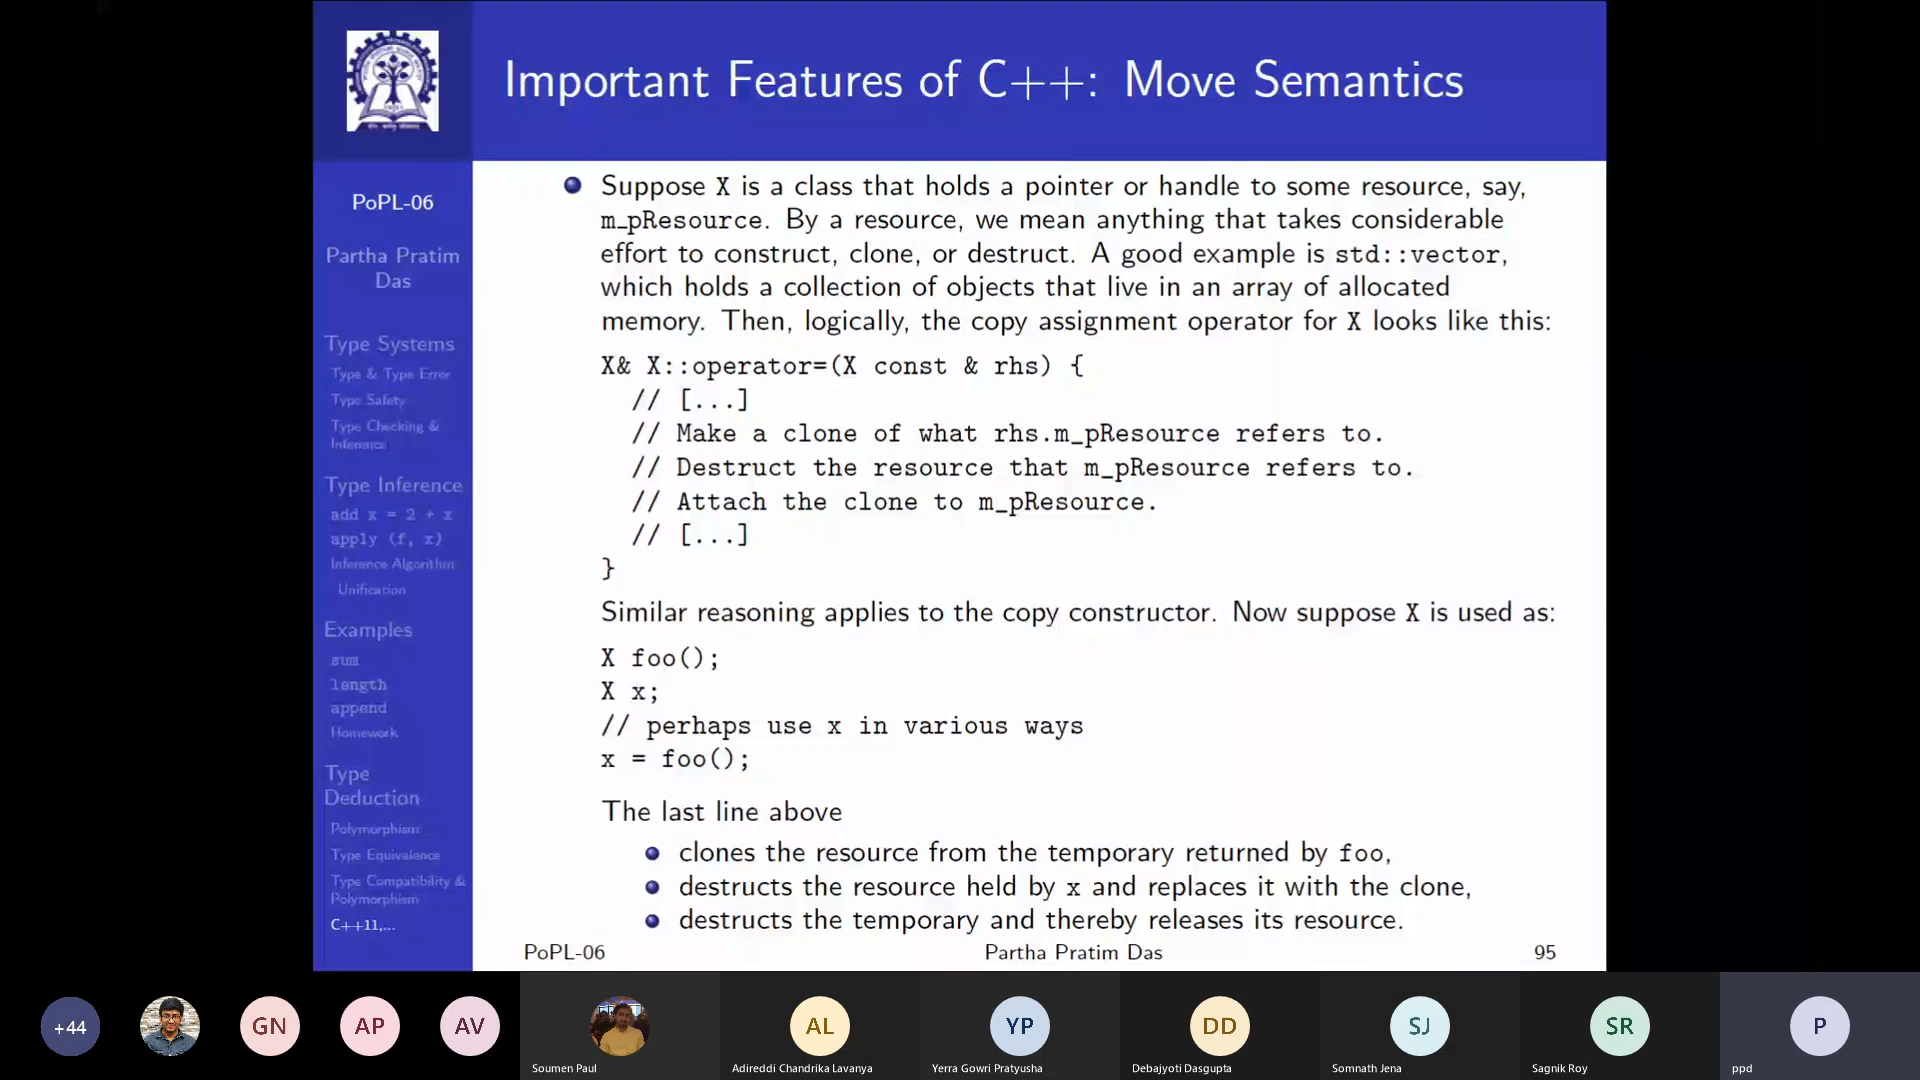 Important Features of C++: Move Semantics
PoPL-06
Partha Pratim
Das
Type Systems
Type & Type Error
Type Safety
Type Checking &
Inference
Type Inference
add x = 2 + x
apply (f, x)
Inference Algorithm
Unification
Examples
sum
length
append
Homework
Type
Deduction
Polymorphism
Type Equivalence
Type Compatibility &
Polymorphism
C++11,...
Suppose X is a class that holds a pointer or handle to some resource, say,
m_pResource. By a resource, we mean anything that takes considerable
effort to construct, clone, or destruct. A good example is std::vector,
which holds a collection of objects that live in an array of allocated
memory. Then, logically, the copy assignment operator for X looks like this:
X& X::operator=(X const & rhs) {
// [...]
// Make a clone of what rhs.m_pResource refers to.
// Destruct the resource that m_pResource refers to.
// Attach the clone to m_pResource.
// [...]
}
Similar reasoning applies to the copy constructor. Now suppose X is used as:
X foo();
X x;
// perhaps use x in various ways
x = foo();
The last line above
clones the resource from the temporary returned by foo,
destructs the resource held by x and replaces it with the clone,
destructs the temporary and thereby releases its resource.
PoPL-06 Partha Pratim Das 95
+44 GN AP AV AL YP DD SJ SR P
Soumen Paul Adireddi Chandrika Lavanya Yerra Gowri Pratyusha Debajyoti Dasgupta Somnath Jena Sagnik Roy ppd